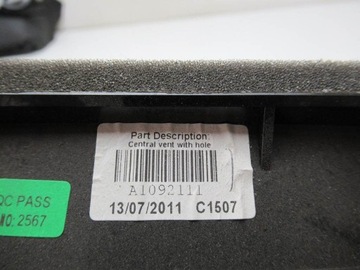 Part Description:
Central vent with hole
A1092111
13/07/2011 C1507
QC PASS
NO: 2567